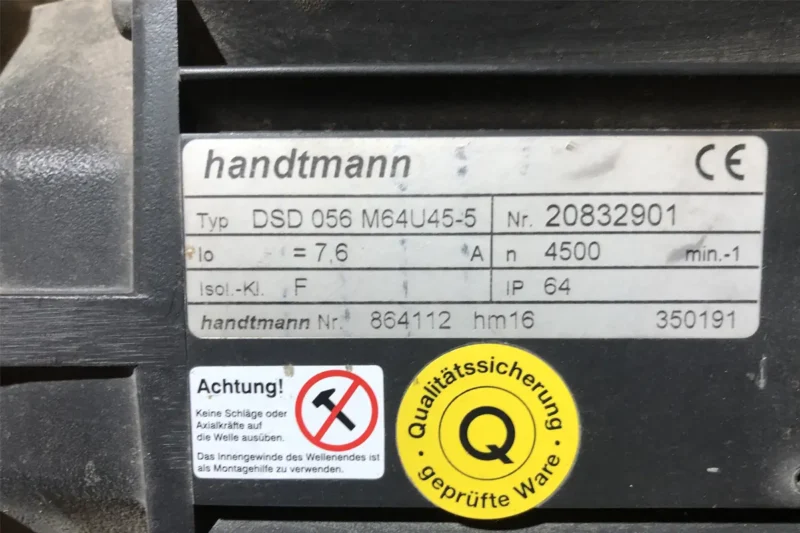 handtmann CE
Typ DSD 056 M64U45-5 Nr. 20832901
Io = 7,6 A n 4500 min.-1
Isol.-Kl. F IP 64
handtmann Nr. 864112 hm16 350191
Achtung!
Keine Schläge oder
Axialkräfte auf
die Welle ausüben.
Das Innengewinde des Wellenendes ist
als Montagehilfe zu verwenden.
Qualitätssicherung
Q
· geprüfte Ware ·